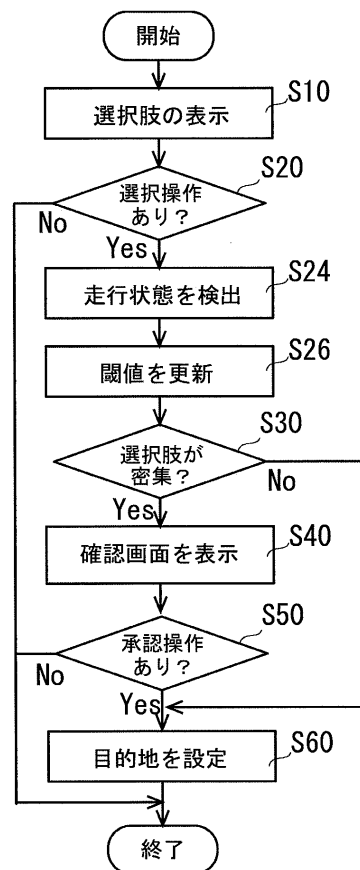 開始
選択肢の表示
S10
選択操作
あり？
S20
No
Yes
走行状態を検出
S24
閾値を更新
S26
選択肢が
密集？
S30
No
Yes
確認画面を表示
S40
承認操作
あり？
S50
No
Yes
目的地を設定
S60
終了